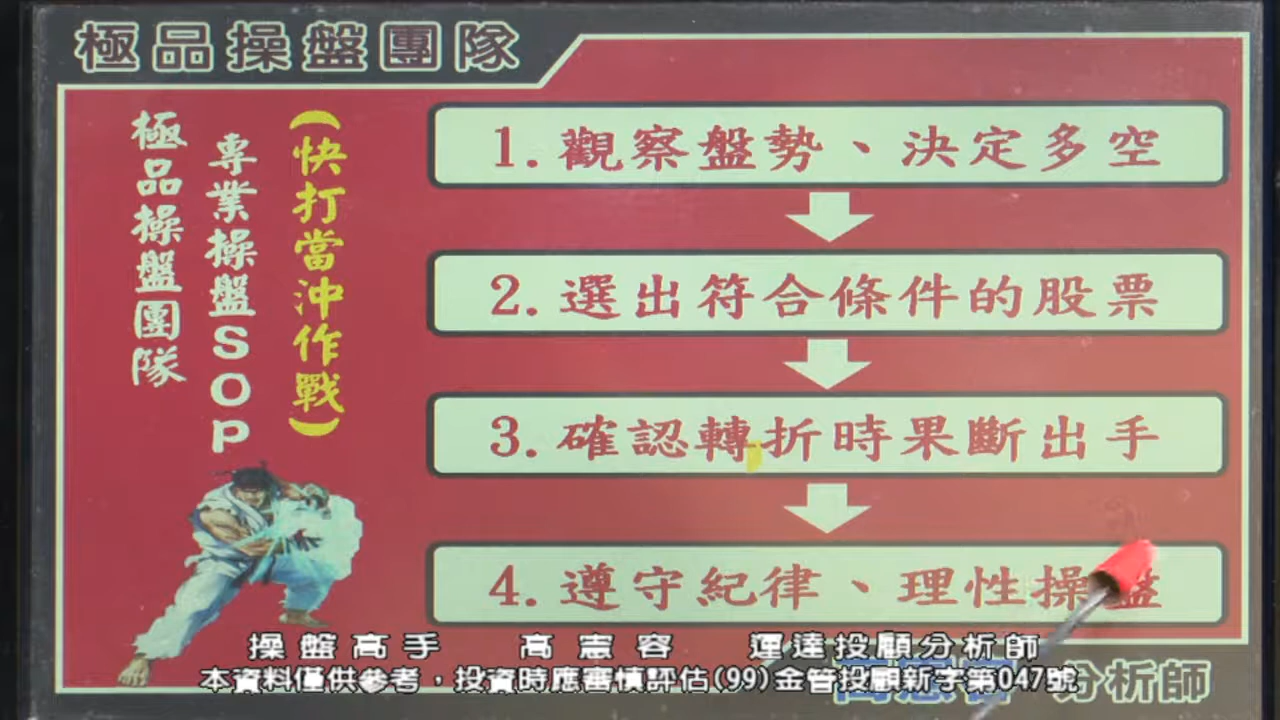 極品操盤團隊
(快打當沖作戰)
專業操盤SOP
極品操盤團隊
1.觀察盤勢、決定多空
2.選出符合條件的股票
3.確認轉折時果斷出手
4.遵守紀律、理性操盤
操盤高手 高憲容 運達投顧分析師
本資料僅供參考，投資時應審慎評估(99)金管投顧新字第047號
高憲容 分析師